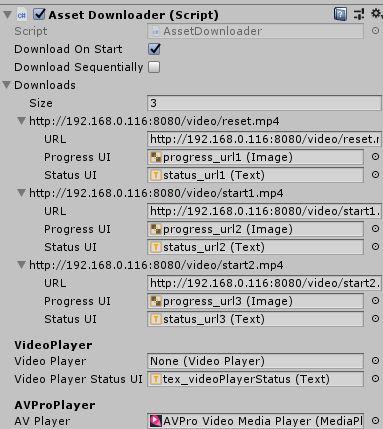 Asset Downloader (Script)
Script AssetDownloader
Download On Start
Download Sequentially
Downloads
Size 3
http://192.168.0.116:8080/video/reset.mp4
URL http://192.168.0.116:8080/video/reset.r
Progress UI progress_url1 (Image)
Status UI status_url1 (Text)
http://192.168.0.116:8080/video/start1.mp4
URL http://192.168.0.116:8080/video/start1.
Progress UI progress_url2 (Image)
Status UI status_url2 (Text)
http://192.168.0.116:8080/video/start2.mp4
URL http://192.168.0.116:8080/video/start2.
Progress UI progress_url3 (Image)
Status UI status_url3 (Text)
VideoPlayer
Video Player None (Video Player)
Video Player Status UI tex_videoPlayerStatus (Text)
AVProPlayer
AV Player AVPro Video Media Player (MediaPl